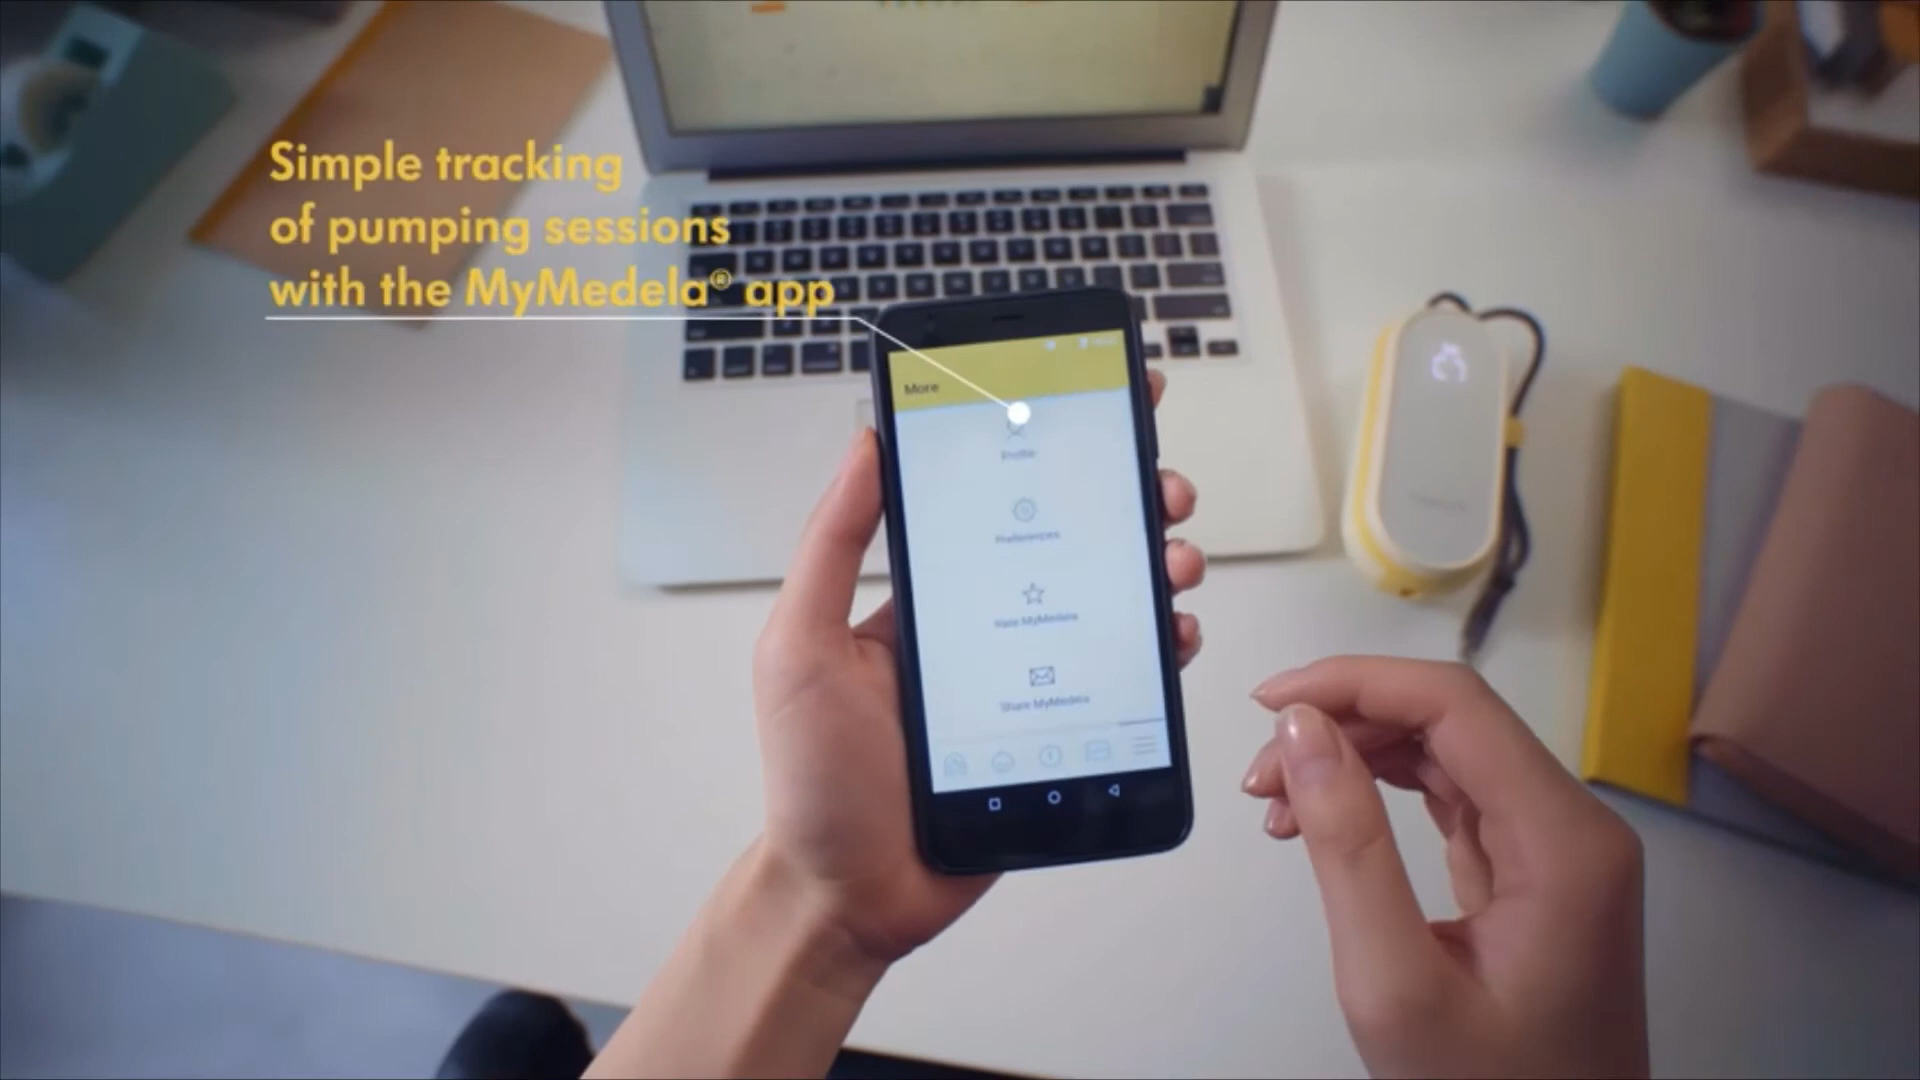 Simple tracking
of pumping sessions
with the MyMedela® app
More
Profile
Preferences
Rate MyMedela
Share MyMedela